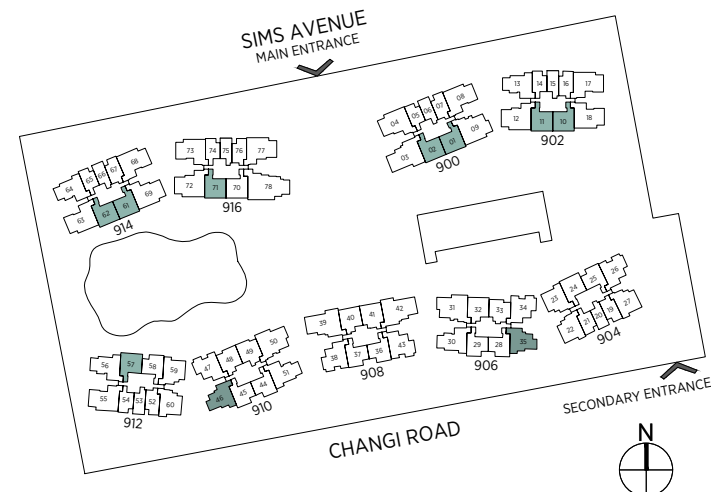 SIMS AVENUE
MAIN ENTRANCE
13 14 15 16 17
12 11 10 18
902
04 05 06 07 08
03 02 01 09
900
73 74 75 76 77
72 71 70 78
916
64 65 66 67 68
63 62 61 69
914
23 24 25 26
22 21 20 19 27
904
31 32 33 34
30 29 28 35
906
39 40 41 42
38 37 36 43
908
47 48 49 50
46 45 44 51
910
56 57 58 59
55 54 53 52 60
912
SECONDARY ENTRANCE
CHANGI ROAD
N